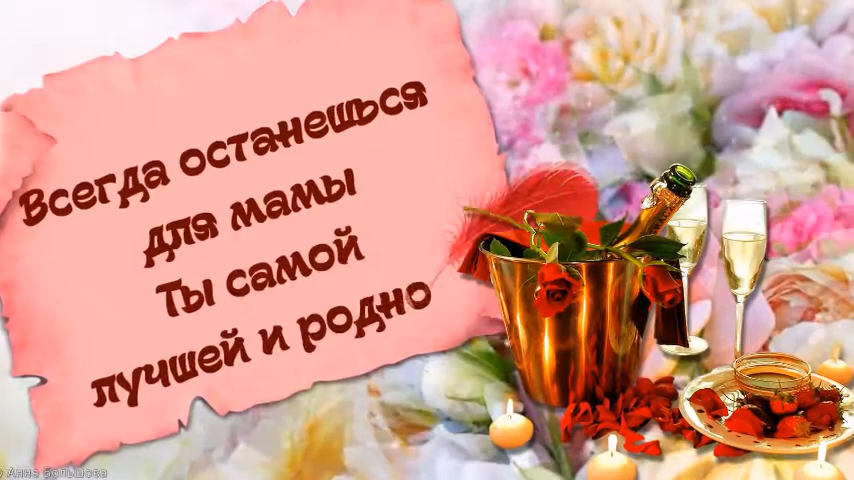 Всегда останешься
для мамы
Ты самой
лучшей и родно
© Анна Большова